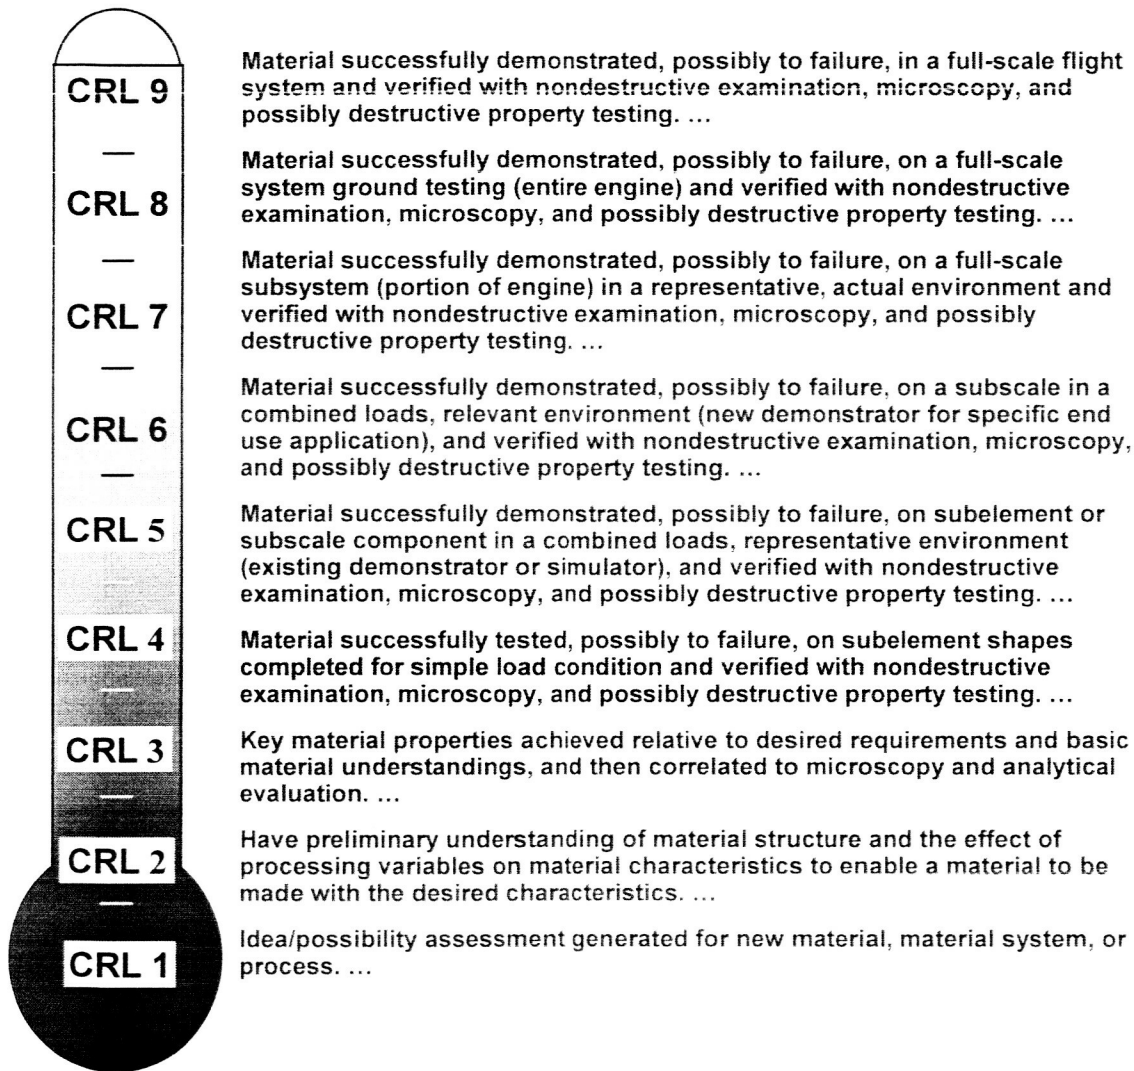 CRL 9
Material successfully demonstrated, possibly to failure, in a full-scale flight
system and verified with nondestructive examination, microscopy, and
possibly destructive property testing. ...
CRL 8
Material successfully demonstrated, possibly to failure, on a full-scale
system ground testing (entire engine) and verified with nondestructive
examination, microscopy, and possibly destructive property testing. ...
CRL 7
Material successfully demonstrated, possibly to failure, on a full-scale
subsystem (portion of engine) in a representative, actual environment and
verified with nondestructive examination, microscopy, and possibly
destructive property testing. ...
CRL 6
Material successfully demonstrated, possibly to failure, on a subscale in a
combined loads, relevant environment (new demonstrator for specific end
use application), and verified with nondestructive examination, microscopy,
and possibly destructive property testing. ...
CRL 5
Material successfully demonstrated, possibly to failure, on subelement or
subscale component in a combined loads, representative environment
(existing demonstrator or simulator), and verified with nondestructive
examination, microscopy, and possibly destructive property testing. ...
CRL 4
Material successfully tested, possibly to failure, on subelement shapes
completed for simple load condition and verified with nondestructive
examination, microscopy, and possibly destructive property testing. ...
CRL 3
Key material properties achieved relative to desired requirements and basic
material understandings, and then correlated to microscopy and analytical
evaluation. ...
CRL 2
Have preliminary understanding of material structure and the effect of
processing variables on material characteristics to enable a material to be
made with the desired characteristics. ...
CRL 1
Idea/possibility assessment generated for new material, material system, or
process. ...